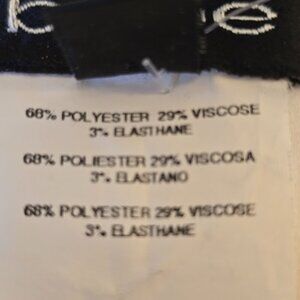 68% POLYESTER 29% VISCOSE
3% ELASTHANE
68% POLIESTER 29% VISCOSA
3% ELASTANO
68% POLYESTER 29% VISCOSE
3% ELASTHANE